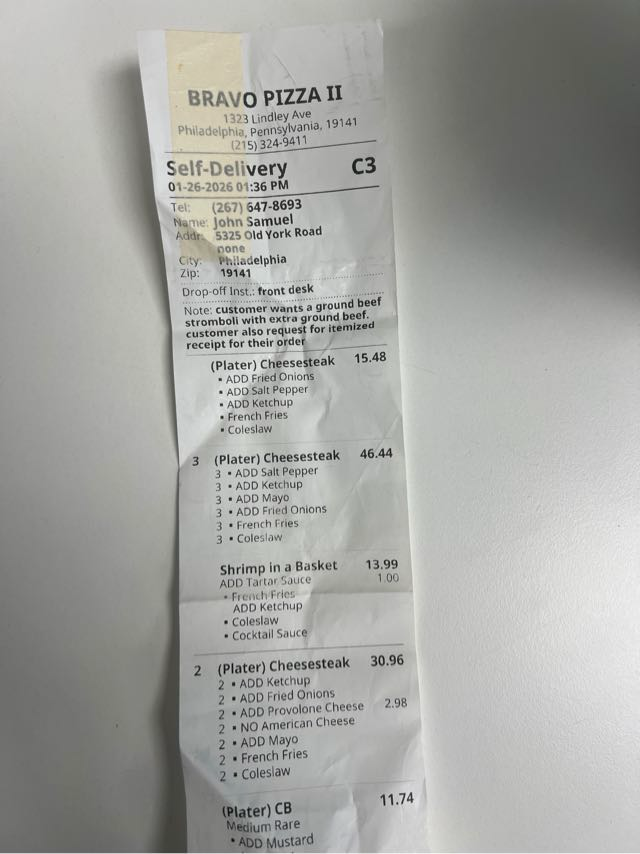 BRAVO PIZZA II
1323 Lindley Ave
Philadelphia, Pennsylvania, 19141
(215) 324-9411
Self-Delivery C3
01-26-2026 01:36 PM
Tel: (267) 647-8693
Name: John Samuel
Addr: 5325 Old York Road
none
City: Philadelphia
Zip: 19141
Drop-off Inst.: front desk
Note: customer wants a ground beef
stromboli with extra ground beef.
customer also request for itemized
receipt for their order
(Plater) Cheesesteak 15.48
▪ ADD Fried Onions
▪ ADD Salt Pepper
▪ ADD Ketchup
▪ French Fries
▪ Coleslaw
3 (Plater) Cheesesteak 46.44
3 ▪ ADD Salt Pepper
3 ▪ ADD Ketchup
3 ▪ ADD Mayo
3 ▪ ADD Fried Onions
3 ▪ French Fries
3 ▪ Coleslaw
Shrimp in a Basket 13.99
ADD Tartar Sauce 1.00
▪ French Fries
ADD Ketchup
▪ Coleslaw
▪ Cocktail Sauce
2 (Plater) Cheesesteak 30.96
2 ▪ ADD Ketchup
2 ▪ ADD Fried Onions
2 ▪ ADD Provolone Cheese 2.98
2 ▪ NO American Cheese
2 ▪ ADD Mayo
2 ▪ French Fries
2 ▪ Coleslaw
(Plater) CB 11.74
Medium Rare
▪ ADD Mustard